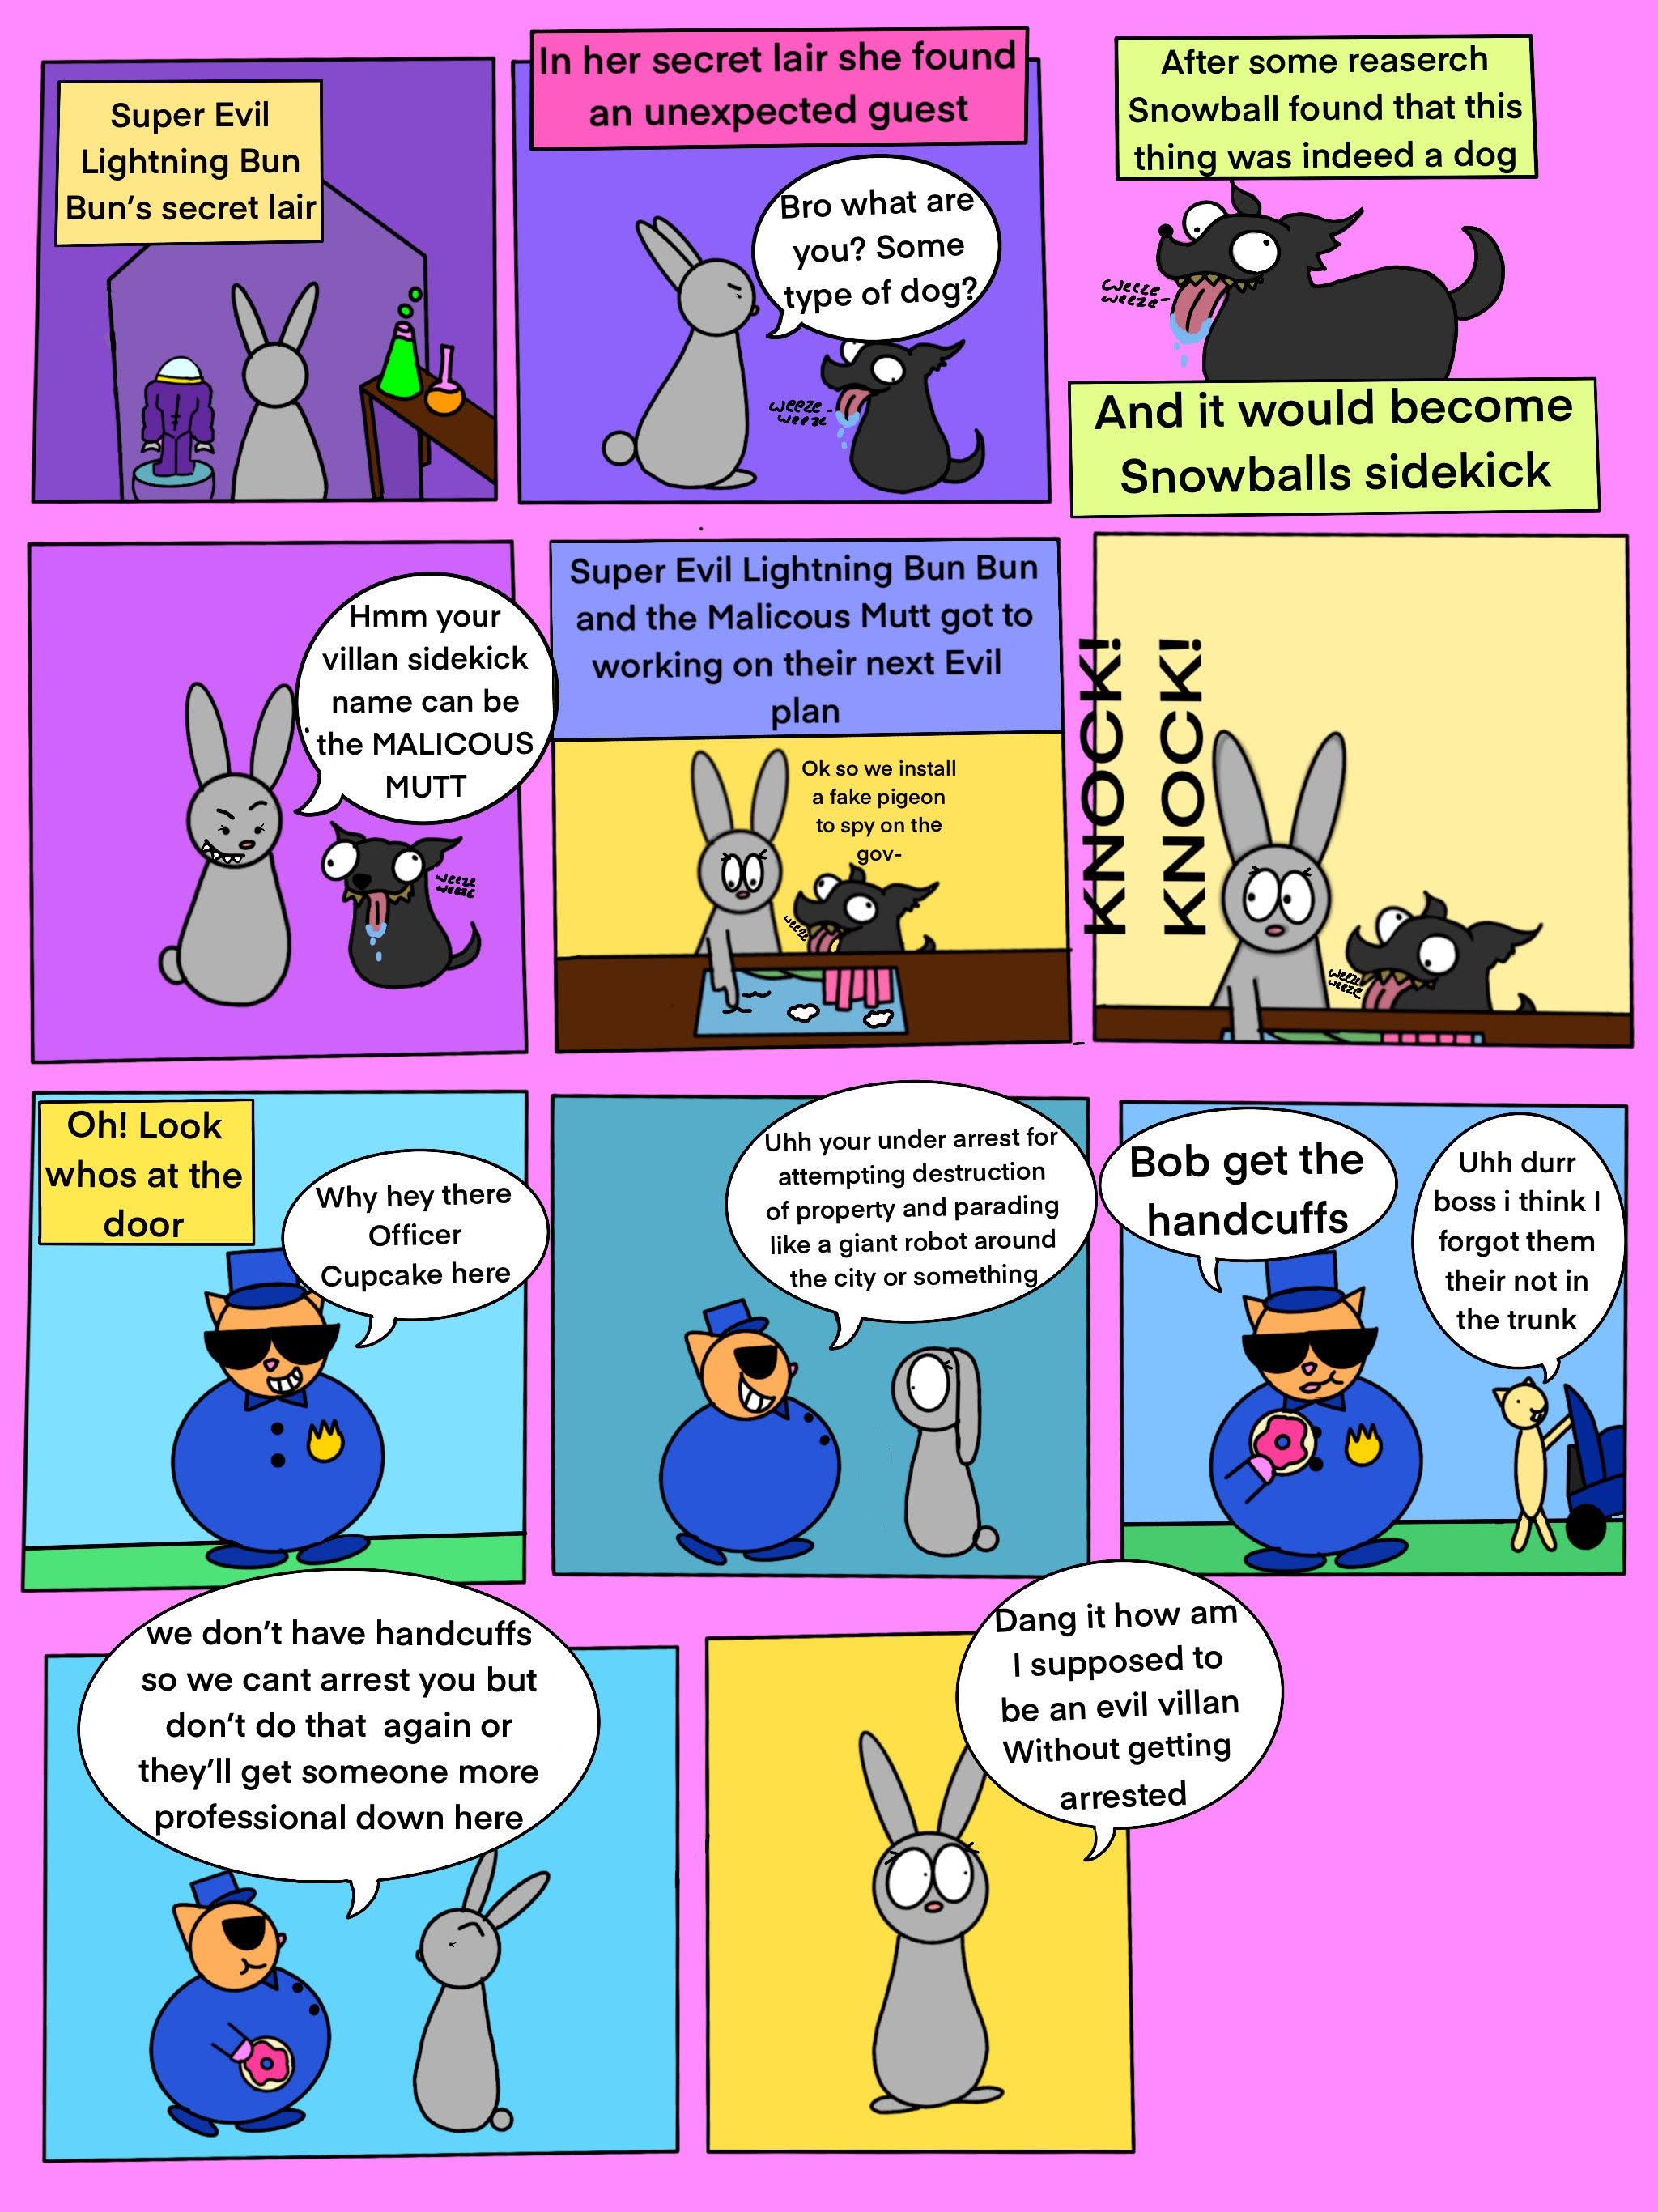 Super Evil
Lightning Bun
Bun's secret lair
In her secret lair she found
an unexpected guest
Bro what are
you? Some
type of dog?
weeze -
weeze
After some reaserch
Snowball found that this
thing was indeed a dog
weeze
weeze-
And it would become
Snowballs sidekick
Hmm your
villan sidekick
name can be
the MALICOUS
MUTT
weeze
weeze
Super Evil Lightning Bun Bun
and the Malicous Mutt got to
working on their next Evil
plan
Ok so we install
a fake pigeon
to spy on the
gov-
weeze
KNOCK!
KNOCK!
weeze
weeze
Oh! Look
whos at the
door
Why hey there
Officer
Cupcake here
Uhh your under arrest for
attempting destruction
of property and parading
like a giant robot around
the city or something
Bob get the
handcuffs
Uhh durr
boss i think I
forgot them
their not in
the trunk
we don't have handcuffs
so we cant arrest you but
don't do that again or
they'll get someone more
professional down here
Dang it how am
I supposed to
be an evil villan
Without getting
arrested